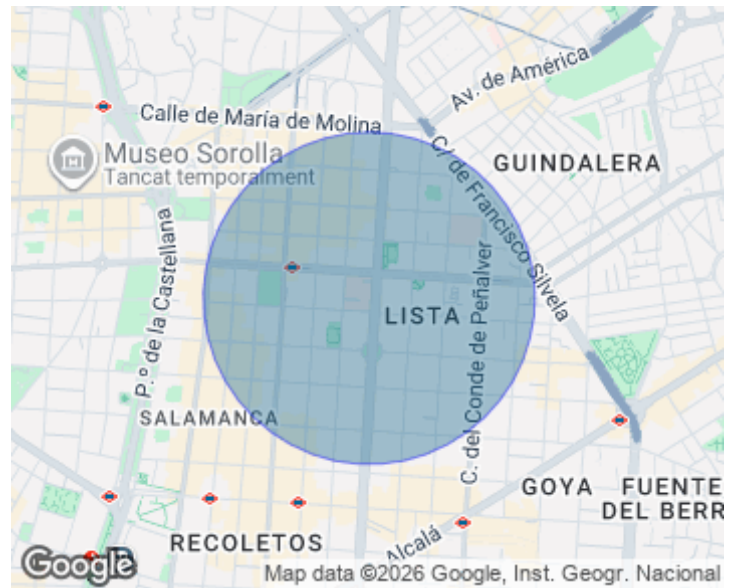 Av. de América
Calle de María de Molina
Museo Sorolla
Tancat temporalment
GUINDALERA
C/ de Francisco Silvela
P.º de la Castellana
LISTA
C. del Conde de Peñalver
SALAMANCA
GOYA
FUENTE
DEL BERR
RECOLETOS
Alcalá
Google
Map data ©2026 Google, Inst. Geogr. Nacional